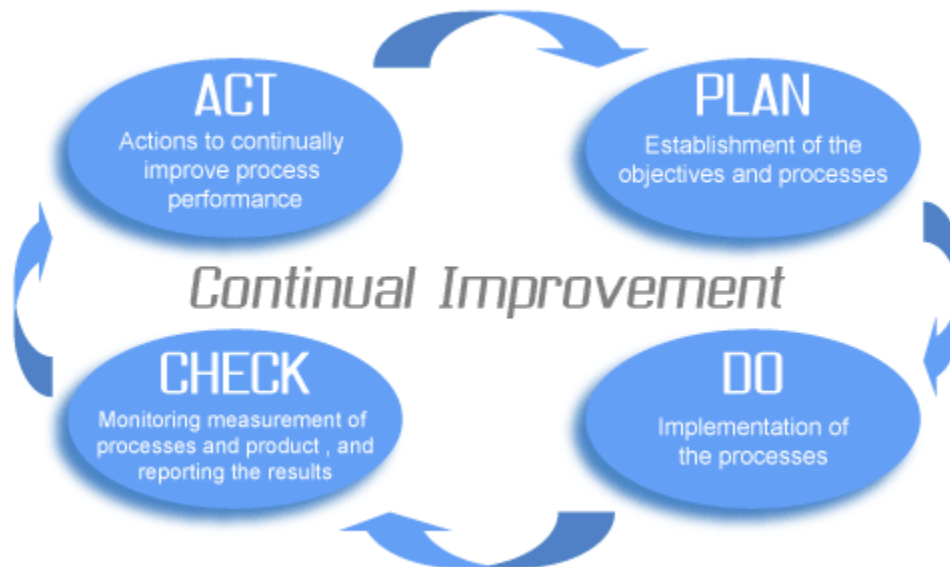 ACT
Actions to continually
improve process
performance
PLAN
Establishment of the
objectives and processes
Continual Improvement
CHECK
Monitoring measurement of
processes and product , and
reporting the results
DO
Implementation of
the processes